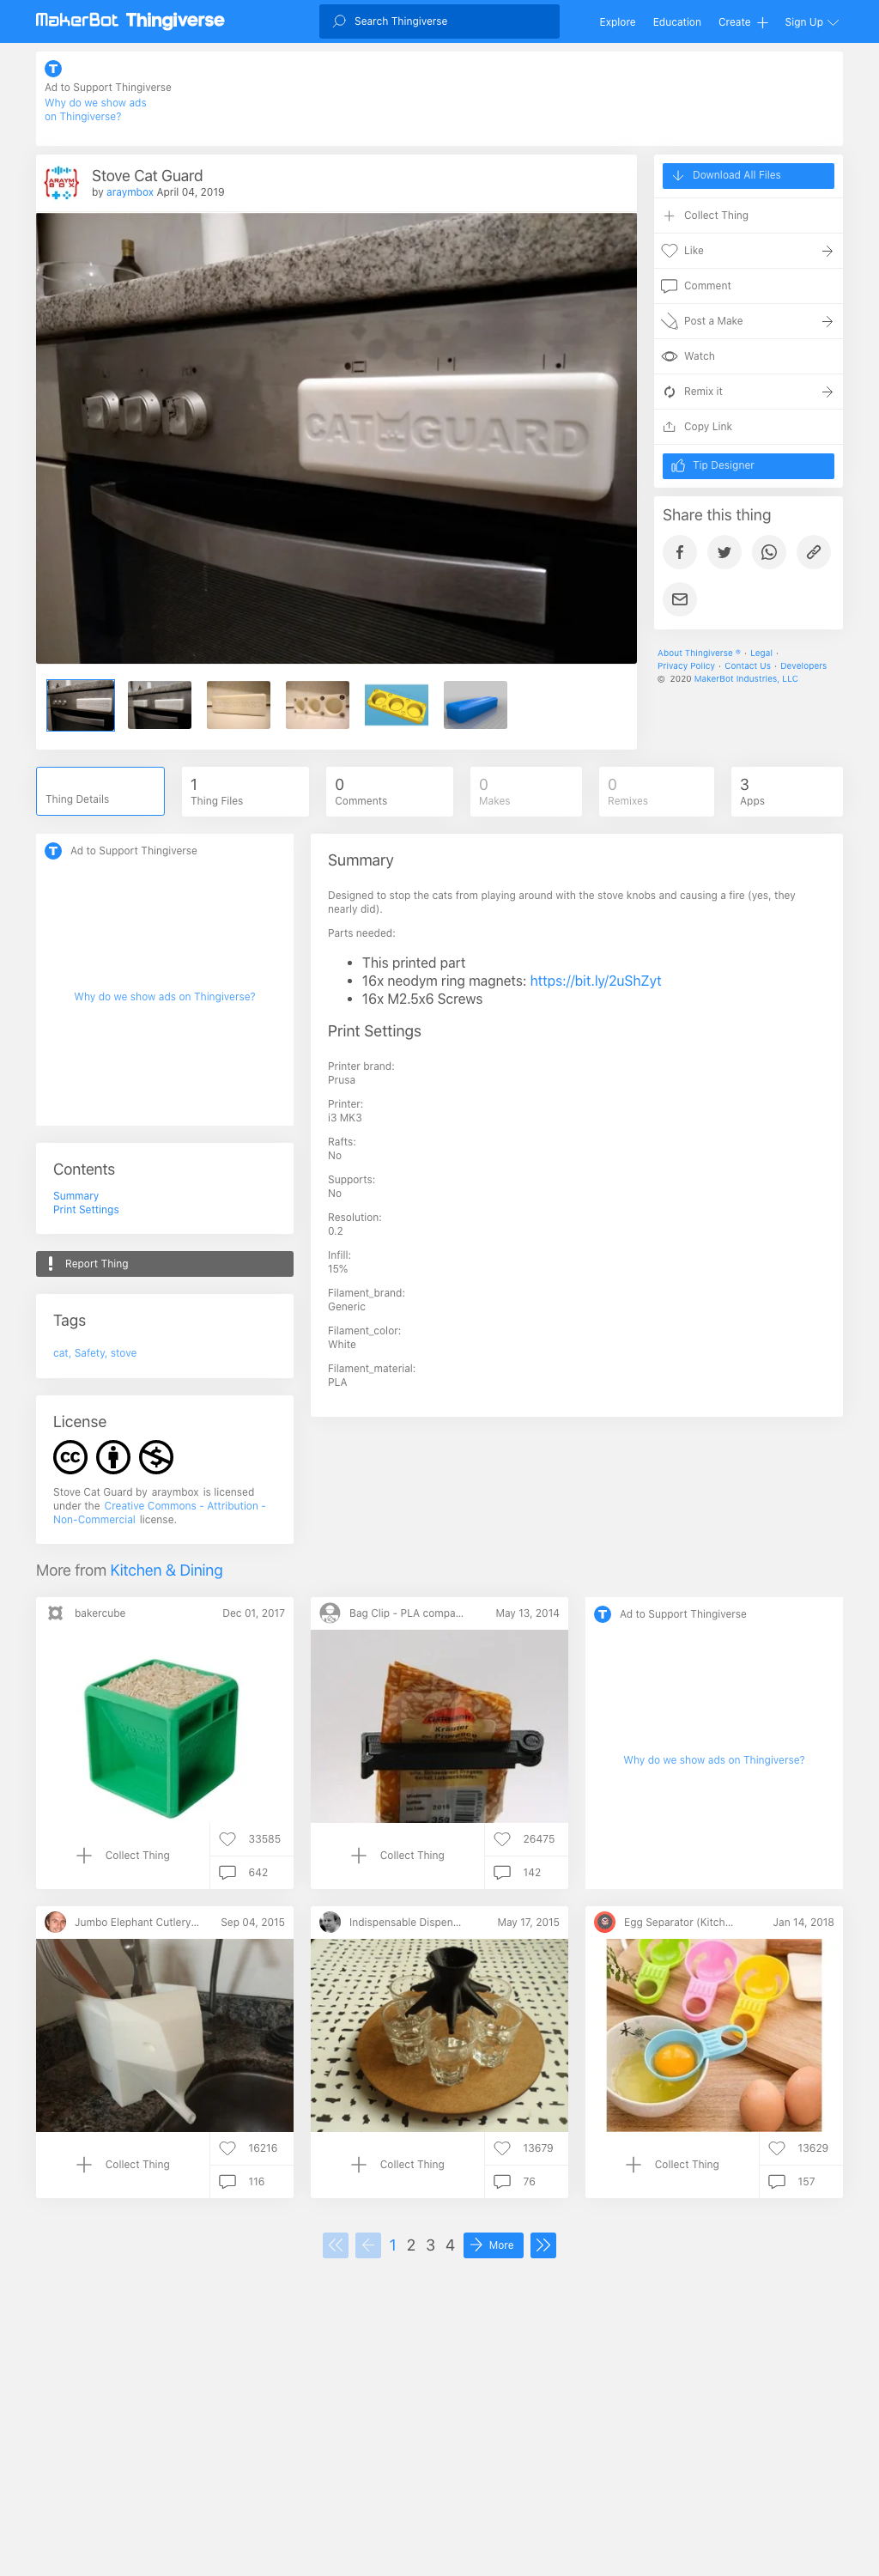 MakerBot Thingiverse
Search Thingiverse
Explore
Education
Create
Sign Up
Ad to Support Thingiverse
Why do we show ads
on Thingiverse?
ARAYM
BOX
Stove Cat Guard
by araymbox April 04, 2019
CAT GUARD
Download All Files
Collect Thing
Like
Comment
Post a Make
Watch
Remix it
Copy Link
Tip Designer
Share this thing
About Thingiverse ® · Legal ·
Privacy Policy · Contact Us · Developers
© 2020 MakerBot Industries, LLC
Thing Details
1
Thing Files
0
Comments
0
Makes
0
Remixes
3
Apps
Ad to Support Thingiverse
Why do we show ads on Thingiverse?
Contents
Summary
Print Settings
Report Thing
Tags
cat, Safety, stove
License
Stove Cat Guard by araymbox is licensed
under the Creative Commons - Attribution -
Non-Commercial license.
Summary
Designed to stop the cats from playing around with the stove knobs and causing a fire (yes, they
nearly did).
Parts needed:
• This printed part
• 16x neodym ring magnets: https://bit.ly/2uShZyt
• 16x M2.5x6 Screws
Print Settings
Printer brand:
Prusa
Printer:
i3 MK3
Rafts:
No
Supports:
No
Resolution:
0.2
Infill:
15%
Filament_brand:
Generic
Filament_color:
White
Filament_material:
PLA
More from Kitchen & Dining
bakercube
Dec 01, 2017
Collect Thing
33585
642
Bag Clip - PLA compa...
May 13, 2014
Kräuter
Provence
Collect Thing
26475
142
Ad to Support Thingiverse
Why do we show ads on Thingiverse?
Jumbo Elephant Cutlery...
Sep 04, 2015
Collect Thing
16216
116
Indispensable Dispen...
May 17, 2015
Collect Thing
13679
76
Egg Separator (Kitch...
Jan 14, 2018
Collect Thing
13629
157
1 2 3 4
More